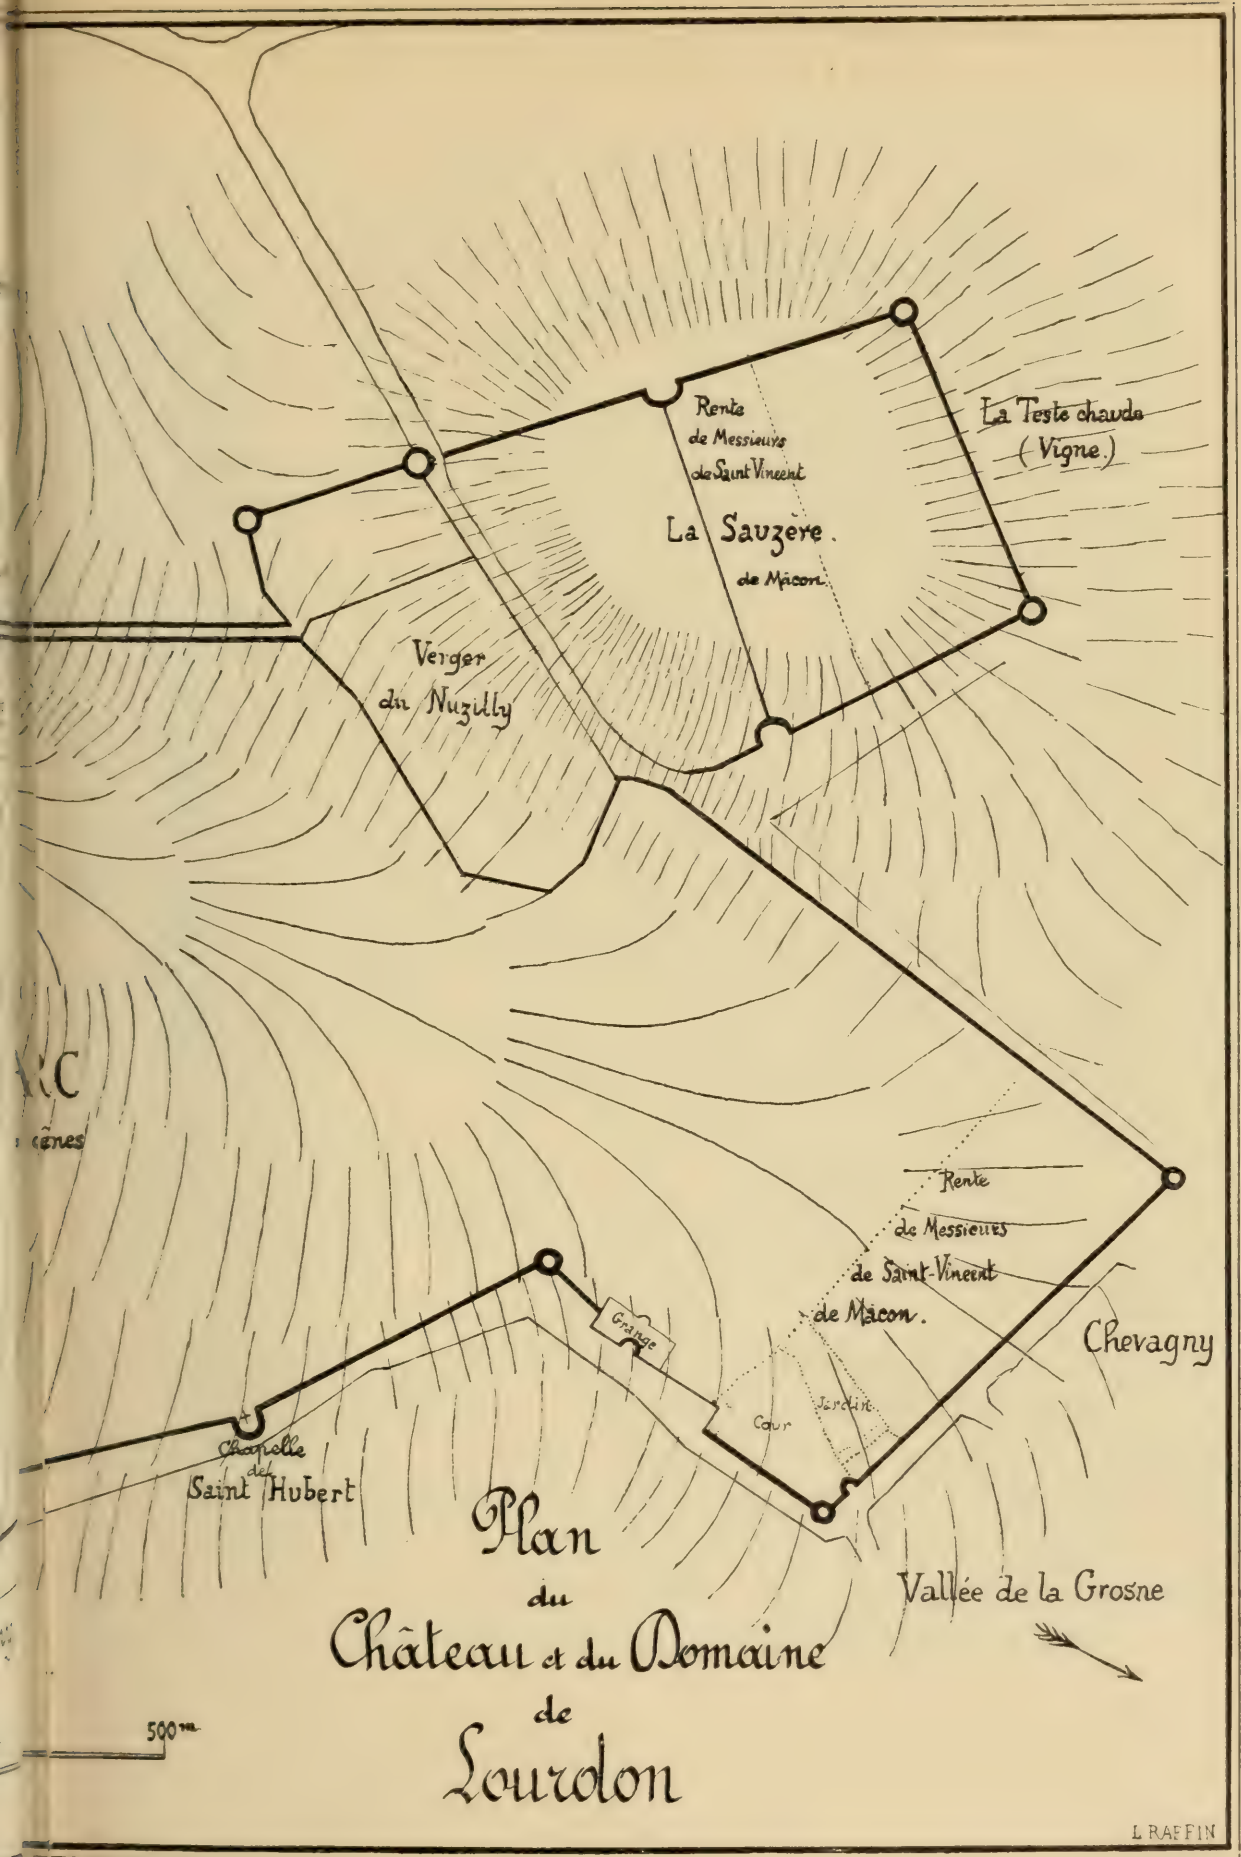 Rente
de Messieurs
de Saint Vincent
La Sauzère.
de Mâcon.
La Teste chaude
(Vigne.)
Verger
du Nuzilly
Rente
de Messieurs
de Saint-Vincent
de Mâcon.
Chevagny
Grange
Cour
Jardin
Chapelle
de
Saint Hubert
Plan
du
Château et du Domaine
de
Lourdon
Vallée de la Grosne
500m
L RAFFIN